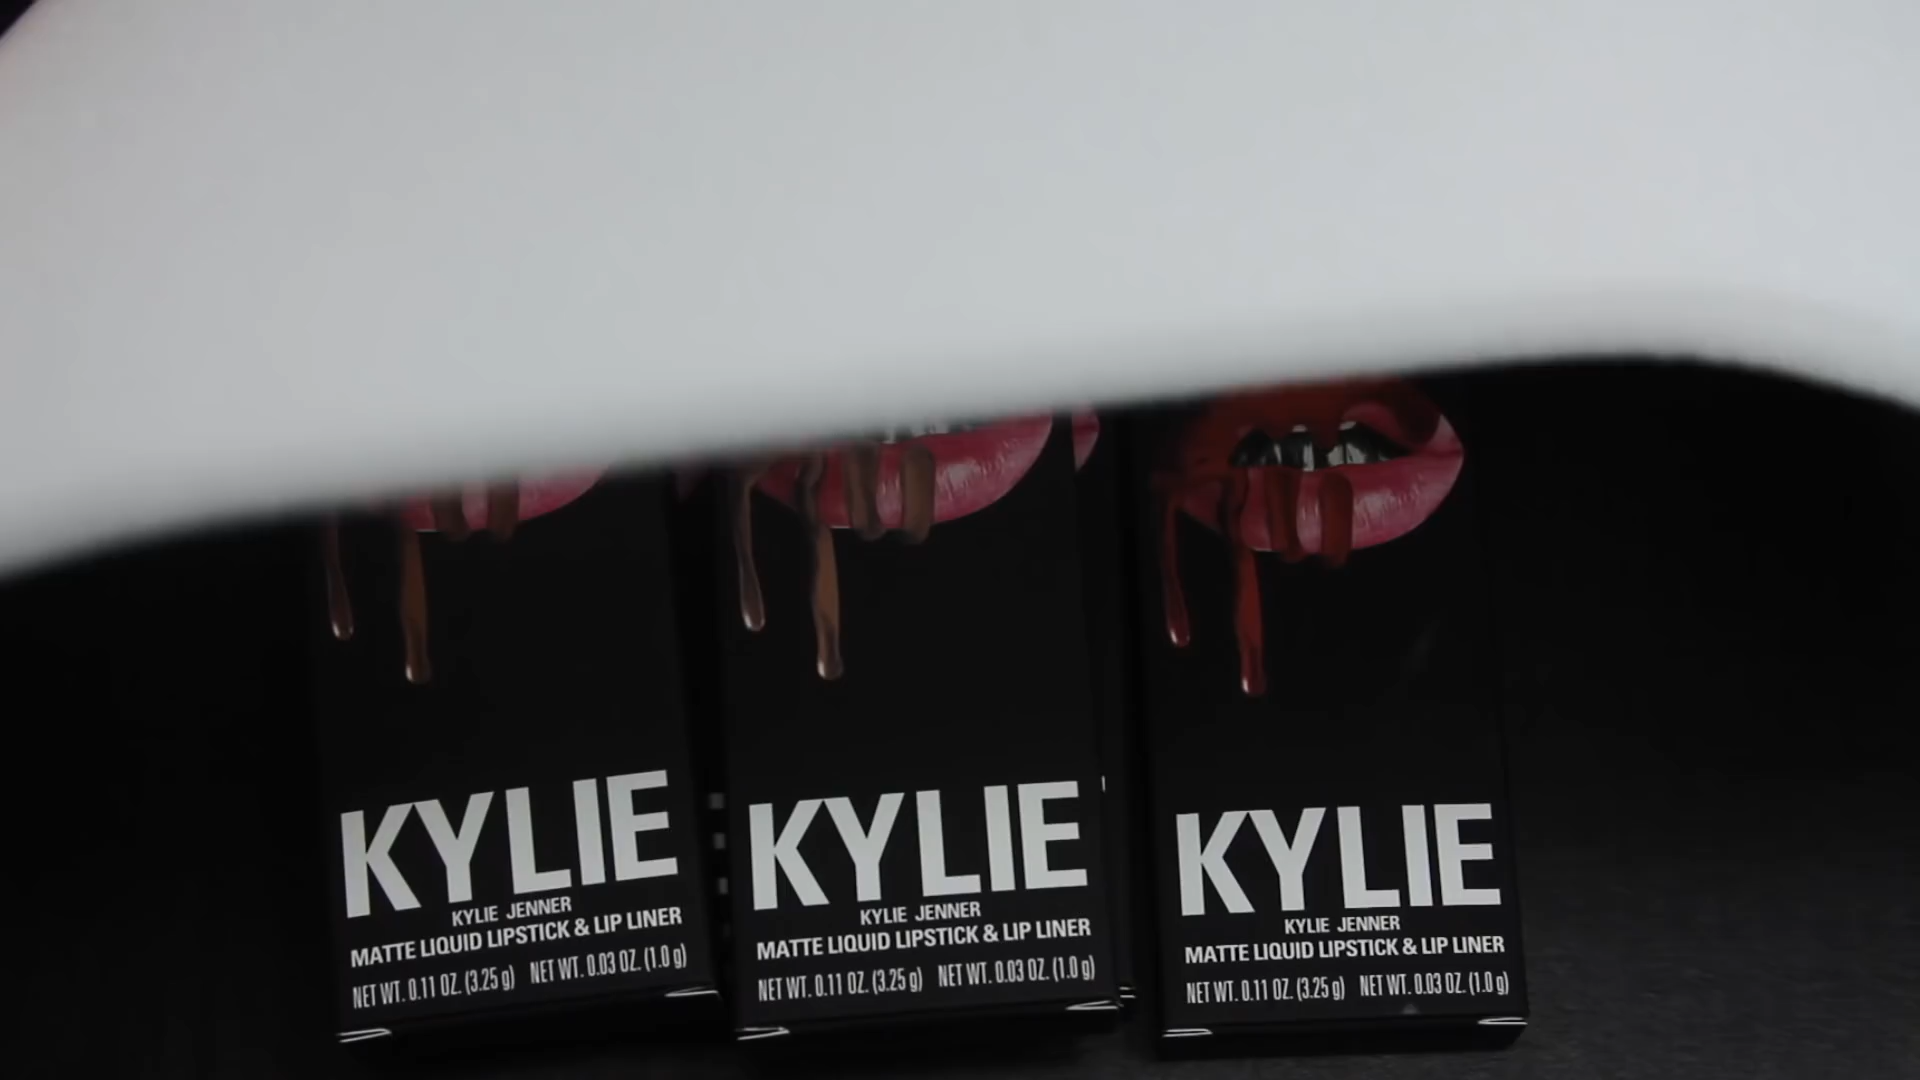 KYLIE
KYLIE JENNER
MATTE LIQUID LIPSTICK & LIP LINER
NET WT. 0.11 OZ. (3.25 g) NET WT. 0.03 OZ. (1.0 g)
KYLIE
KYLIE JENNER
MATTE LIQUID LIPSTICK & LIP LINER
NET WT. 0.11 OZ. (3.25 g) NET WT. 0.03 OZ. (1.0 g)
KYLIE
KYLIE JENNER
MATTE LIQUID LIPSTICK & LIP LINER
NET WT. 0.11 OZ. (3.25 g) NET WT. 0.03 OZ. (1.0 g)